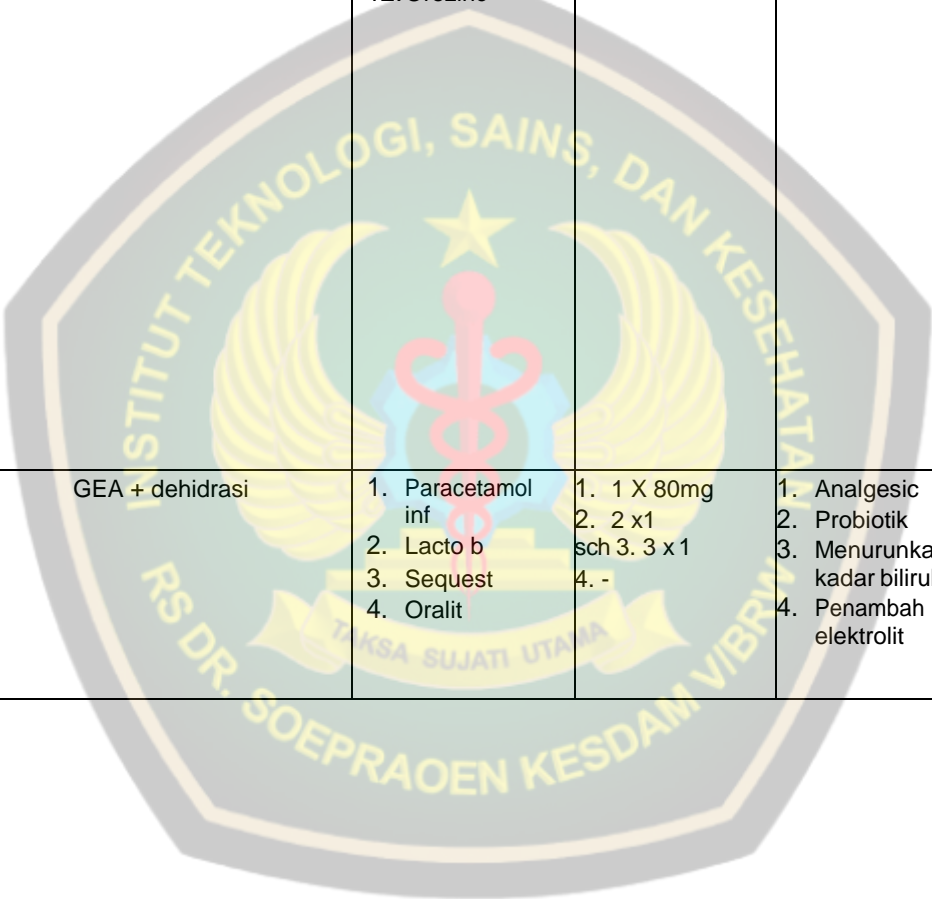 GEA + dehidrasi
1. Paracetamol
inf
2. Lacto b
3. Sequest
4. Oralit
1. 1 X 80mg
2. 2 x1
sch 3. 3 x 1
4. -
1. Analgesic
2. Probiotik
3. Menurunka
kadar biliru
4. Penambah
elektrolit
INSTITUT TEKNOLOGI, SAINS, DAN KESEHATAN
TAKSA SUJATI UTAMA
RS DR. SOEPRAOEN KESDAM V/BRW